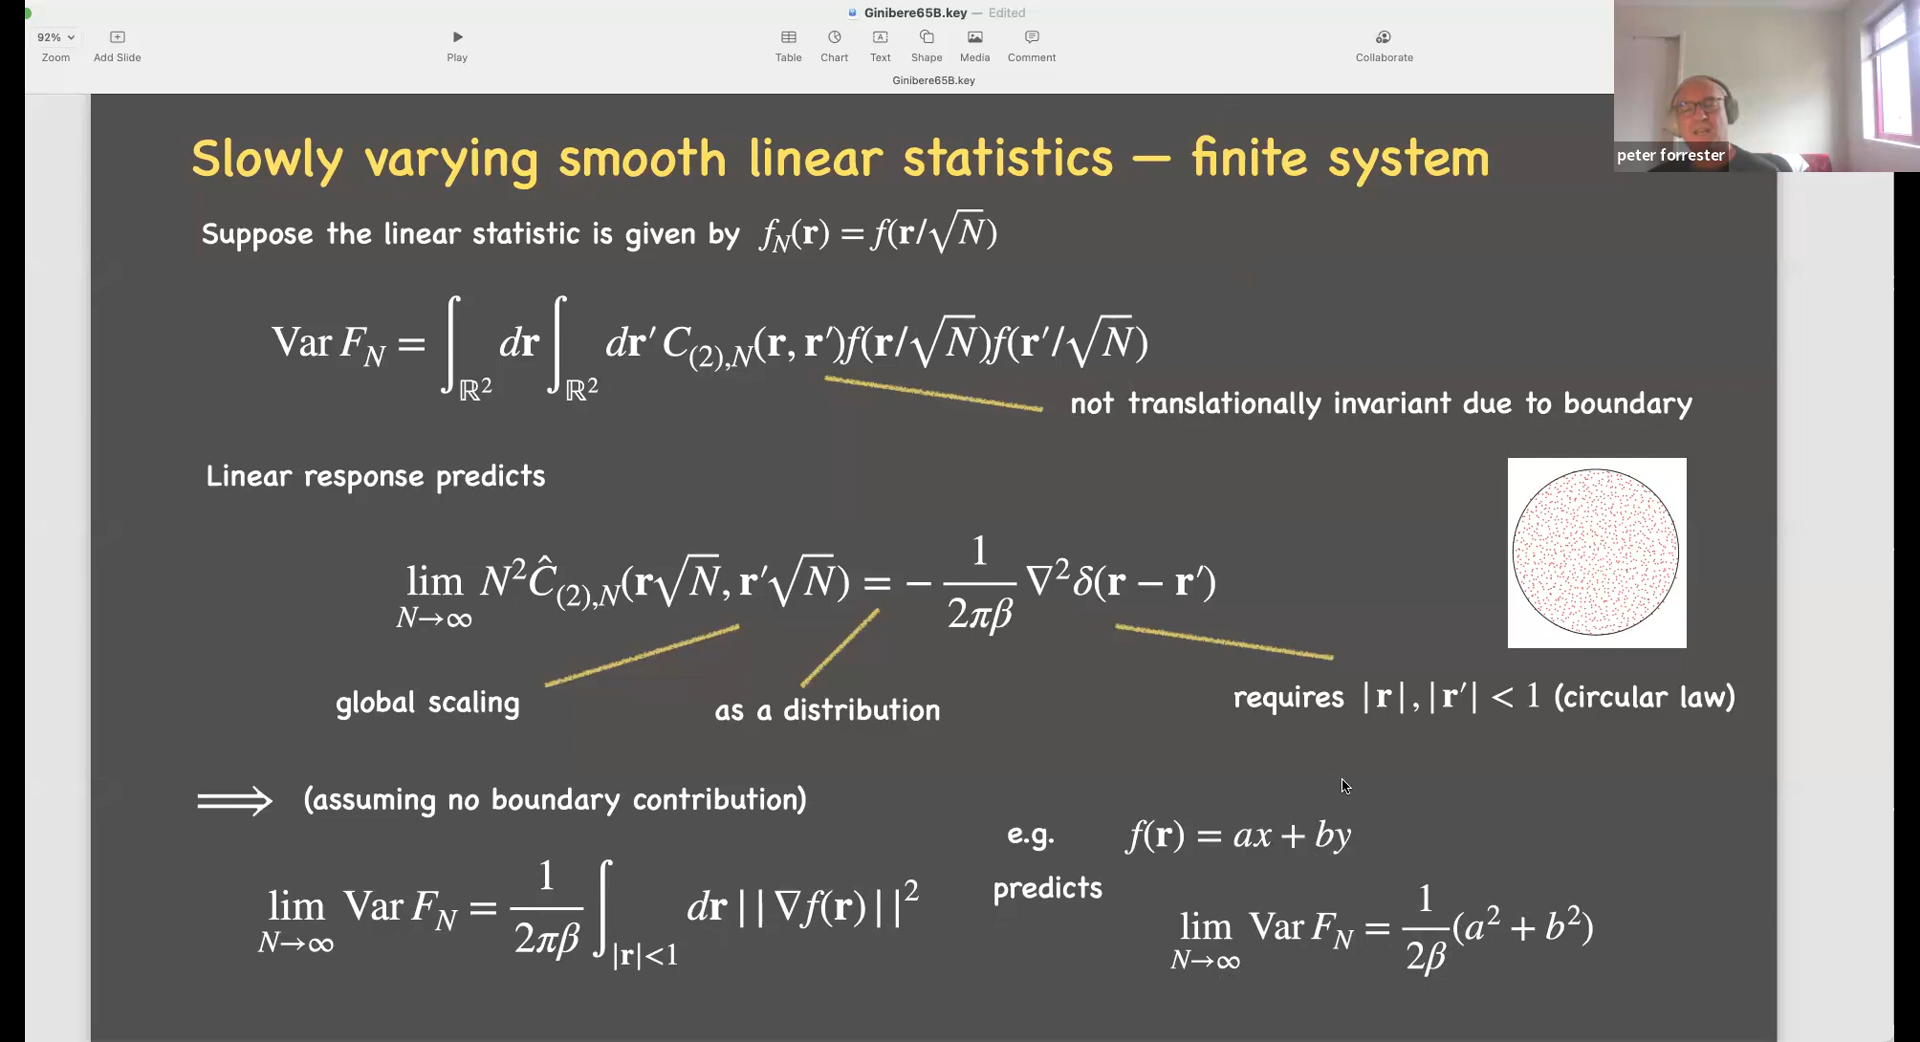 Ginibere65B.key — Edited
92%
Zoom
Add Slide
Play
Table
Chart
Text
Shape
Media
Comment
Collaborate
Ginibere65B.key
peter forrester
Slowly varying smooth linear statistics — finite system
Suppose the linear statistic is given by f_N(𝐫) = f(𝐫/√N)
Var F_N = ∫_{ℝ²} d𝐫 ∫_{ℝ²} d𝐫′ C_{(2),N}(𝐫, 𝐫′)f(𝐫/√N)f(𝐫′/√N)
not translationally invariant due to boundary
Linear response predicts
lim_{N→∞} N²Ĉ_{(2),N}(𝐫√N, 𝐫′√N) = − 1/(2πβ) ∇²δ(𝐫 − 𝐫′)
global scaling
as a distribution
requires |𝐫|, |𝐫′| < 1 (circular law)
⟹ (assuming no boundary contribution)
lim_{N→∞} Var F_N = 1/(2πβ) ∫_{|𝐫|<1} d𝐫 ||∇f(𝐫)||²
e.g. f(𝐫) = ax + by
predicts
lim_{N→∞} Var F_N = 1/(2β) (a² + b²)